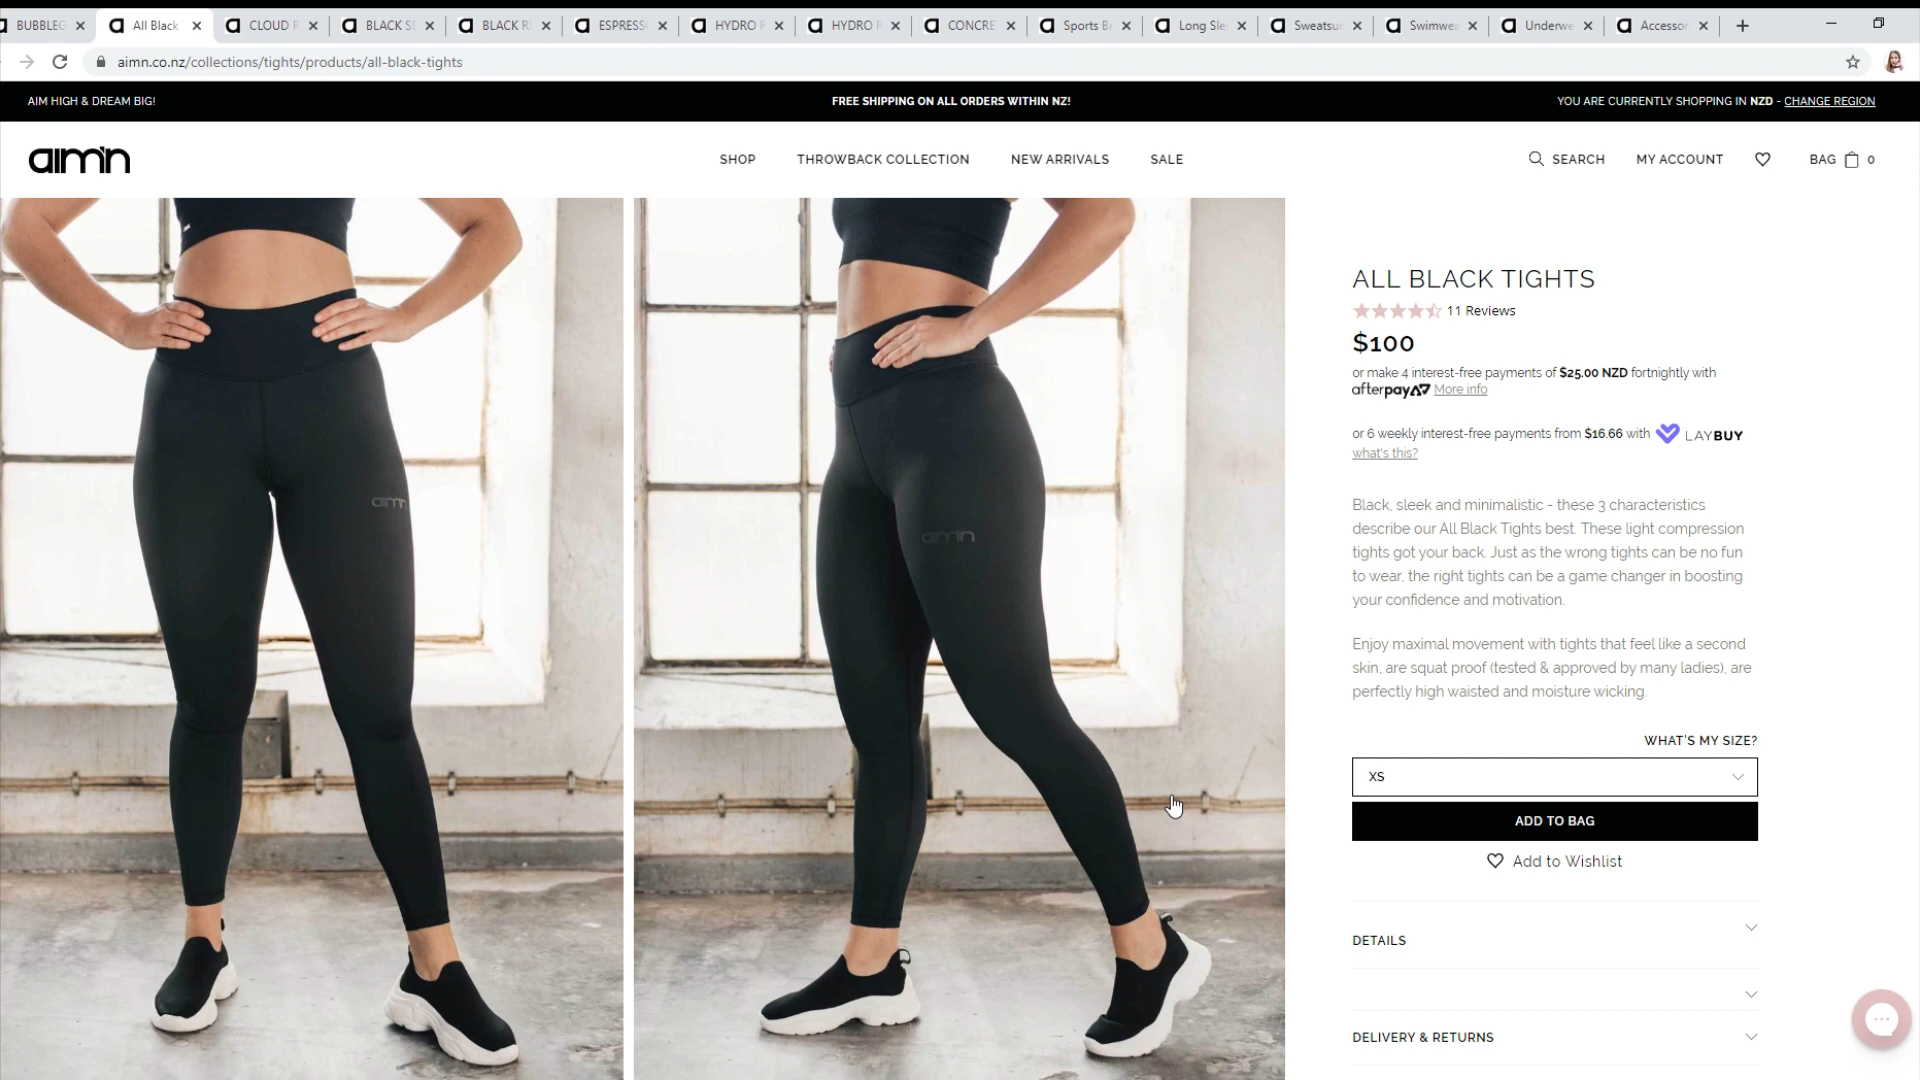 BUBBLEG
All Black
CLOUD R
BLACK SE
BLACK RI
ESPRESS
HYDRO R
HYDRO R
CONCRE
Sports B
Long Sle
Sweatsui
Swimwea
Underwe
Accessor
aimn.co.nz/collections/tights/products/all-black-tights
AIM HIGH & DREAM BIG!
FREE SHIPPING ON ALL ORDERS WITHIN NZ!
YOU ARE CURRENTLY SHOPPING IN NZD - CHANGE REGION
aim'n
SHOP
THROWBACK COLLECTION
NEW ARRIVALS
SALE
SEARCH
MY ACCOUNT
BAG 0
aim'n
aim'n
ALL BLACK TIGHTS
11 Reviews
$100
or make 4 interest-free payments of $25.00 NZD fortnightly with
afterpay More info
or 6 weekly interest-free payments from $16.66 with LAYBUY
what's this?
Black, sleek and minimalistic - these 3 characteristics
describe our All Black Tights best. These light compression
tights got your back. Just as the wrong tights can be no fun
to wear, the right tights can be a game changer in boosting
your confidence and motivation.
Enjoy maximal movement with tights that feel like a second
skin, are squat proof (tested & approved by many ladies), are
perfectly high waisted and moisture wicking.
WHAT'S MY SIZE?
XS
ADD TO BAG
Add to Wishlist
DETAILS
DELIVERY & RETURNS